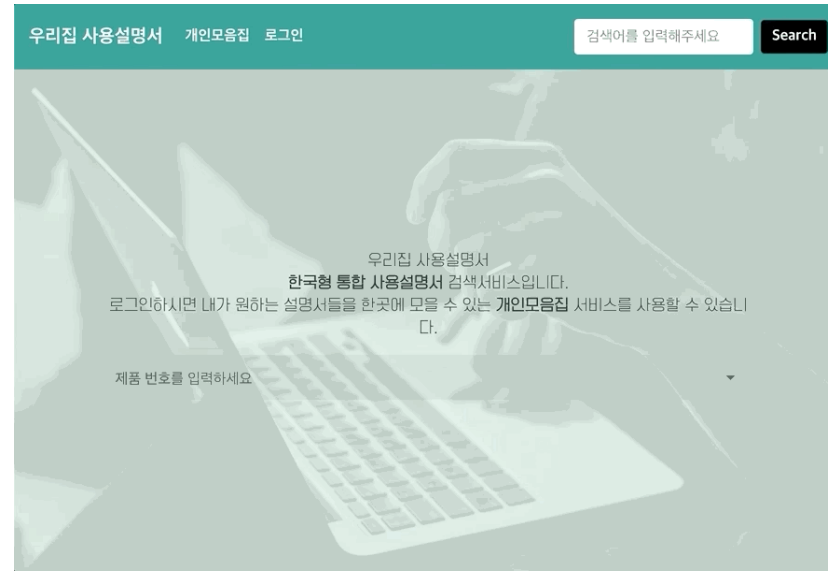 우리집 사용설명서 개인모음집 로그인 검색어를 입력해주세요 Search
우리집 사용설명서
한국형 통합 사용설명서 검색서비스입니다.
로그인하시면 내가 원하는 설명서들을 한곳에 모을 수 있는 개인모음집 서비스를 사용할 수 있습니
다.
제품 번호를 입력하세요